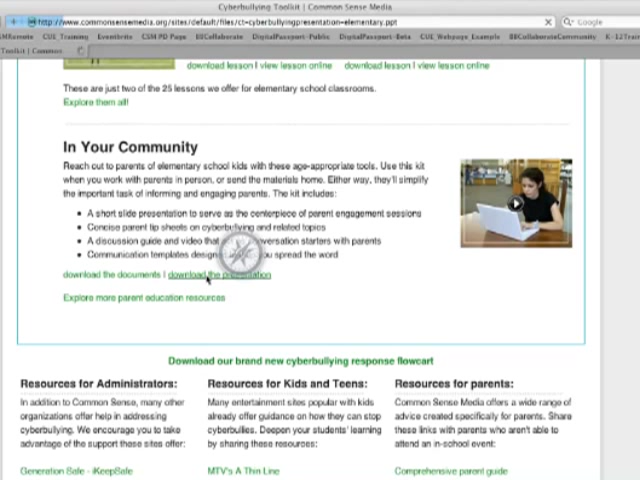 Cyberbullying Toolkit | Common Sense Media
http://www.commonsensemedia.org/sites/default/files/ct-cyberbullyingpresentation-elementary.ppt
Google
CUE_Training Eventbrite CSM PD Page BBCollaborate DigitalPassport-Public DigitalPassport-Beta CUE_Webpage_Example BBCollaborateCommunity
Toolkit | Common
download lesson | view lesson online download lesson | view lesson online
These are just two of the 25 lessons we offer for elementary school classrooms.
Explore them all!
In Your Community
Reach out to parents of elementary school kids with these age-appropriate tools. Use this kit
when you work with parents in person, or send the materials home. Either way, they'll simplify
the important task of informing and engaging parents. The kit includes:
A short slide presentation to serve as the centerpiece of parent engagement sessions
Concise parent tip sheets on cyberbullying and related topics
A discussion guide and video that conversation starters with parents
Communication templates you spread the word
download the documents | download the presentation
Explore more parent education resources
Download our brand new cyberbullying response flowcart
Resources for Administrators:
In addition to Common Sense, many other
organizations offer help in addressing
cyberbullying. We encourage you to take
advantage of the support these sites offer:
Generation Safe - iKeepSafe
Resources for Kids and Teens:
Many entertainment sites popular with kids
already offer guidance on how they can stop
cyberbullies. Deepen your students' learning
by sharing these resources:
MTV's A Thin Line
Resources for parents:
Common Sense Media offers a wide range of
advice created specifically for parents. Share
these links with parents who aren't able to
attend an in-school event:
Comprehensive parent guide